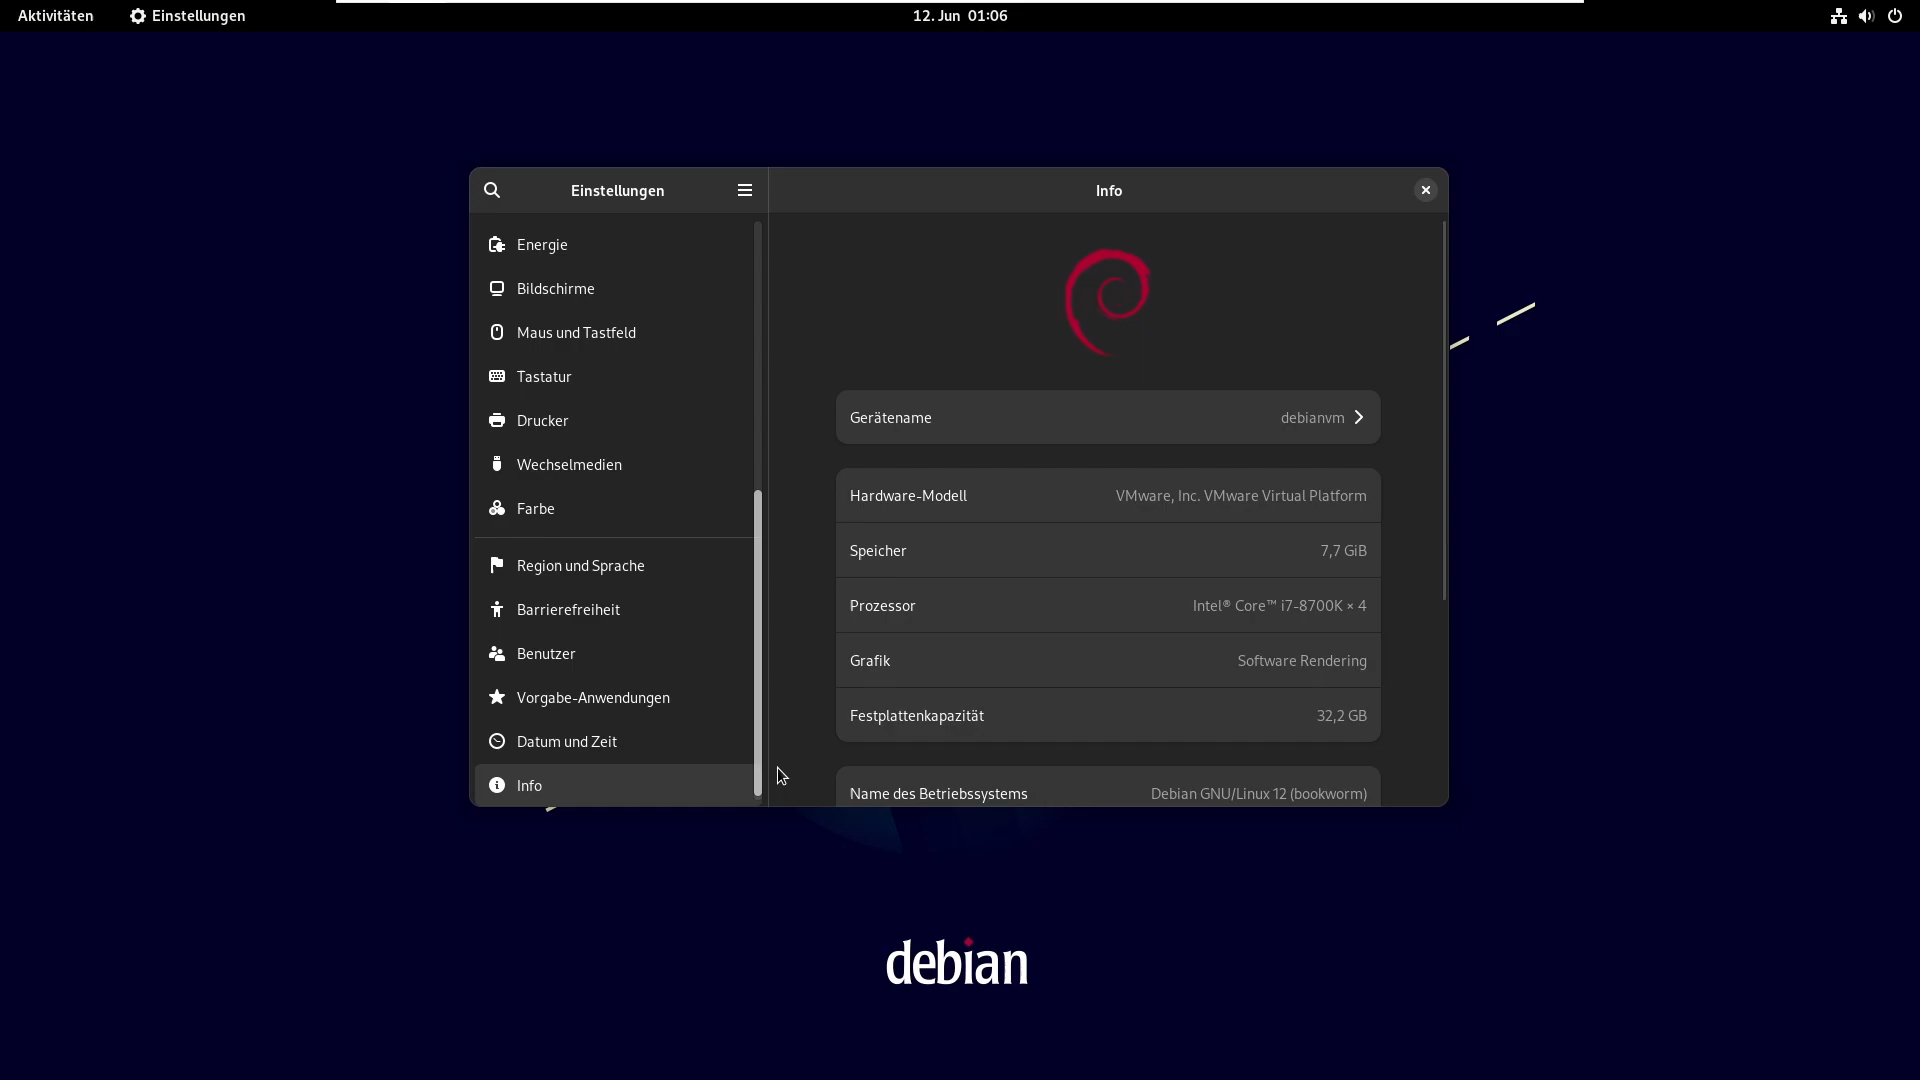 Aktivitäten
Einstellungen
12. Jun 01:06
Einstellungen
Info
Energie
Bildschirme
Maus und Tastfeld
Tastatur
Drucker
Wechselmedien
Farbe
Region und Sprache
Barrierefreiheit
Benutzer
Vorgabe-Anwendungen
Datum und Zeit
Info
Gerätename debianvm
Hardware-Modell VMware, Inc. VMware Virtual Platform
Speicher 7,7 GiB
Prozessor Intel® Core™ i7-8700K × 4
Grafik Software Rendering
Festplattenkapazität 32,2 GB
Name des Betriebssystems Debian GNU/Linux 12 (bookworm)
debian